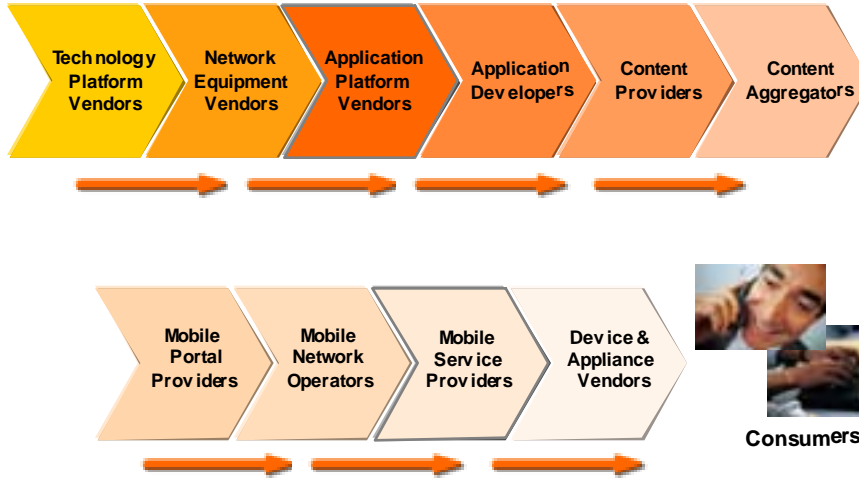 Technology
Platform
Vendors
Network
Equipment
Vendors
Application
Platform
Vendors
Application
Developers
Content
Providers
Content
Aggregators
Mobile
Portal
Providers
Mobile
Network
Operators
Mobile
Service
Providers
Device &
Appliance
Vendors
Consumers